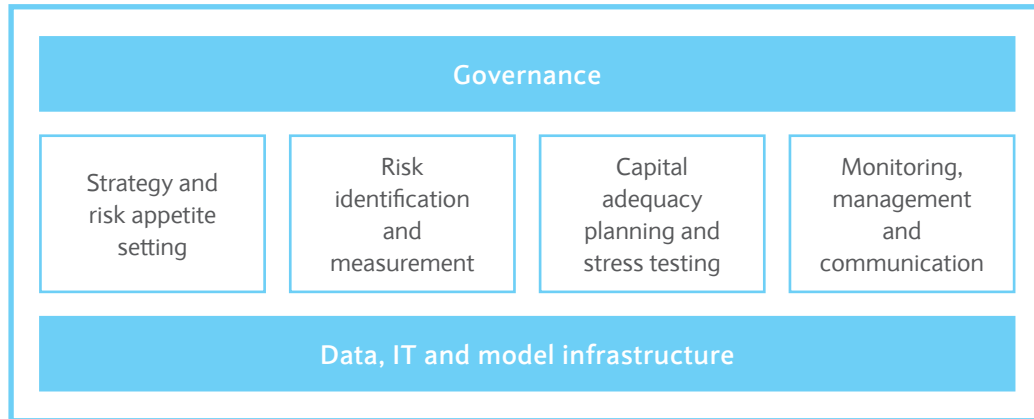 Governance
Strategy and
risk appetite
setting
Risk
identification
and
measurement
Capital
adequacy
planning and
stress testing
Monitoring,
management
and
communication
Data, IT and model infrastructure